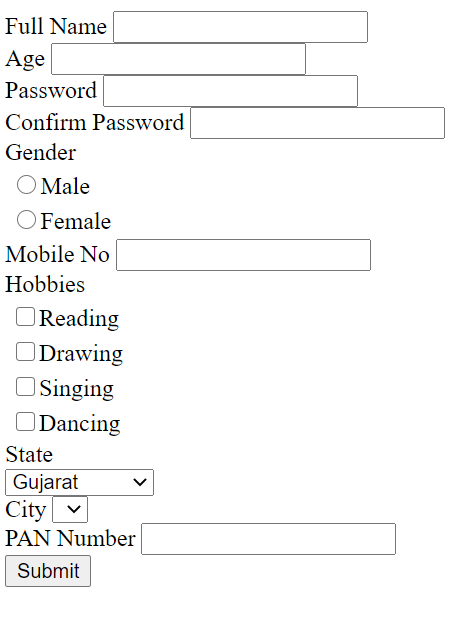 Full Name
Age
Password
Confirm Password
Gender
Male
Female
Mobile No
Hobbies
Reading
Drawing
Singing
Dancing
State
Gujarat
City
PAN Number
Submit